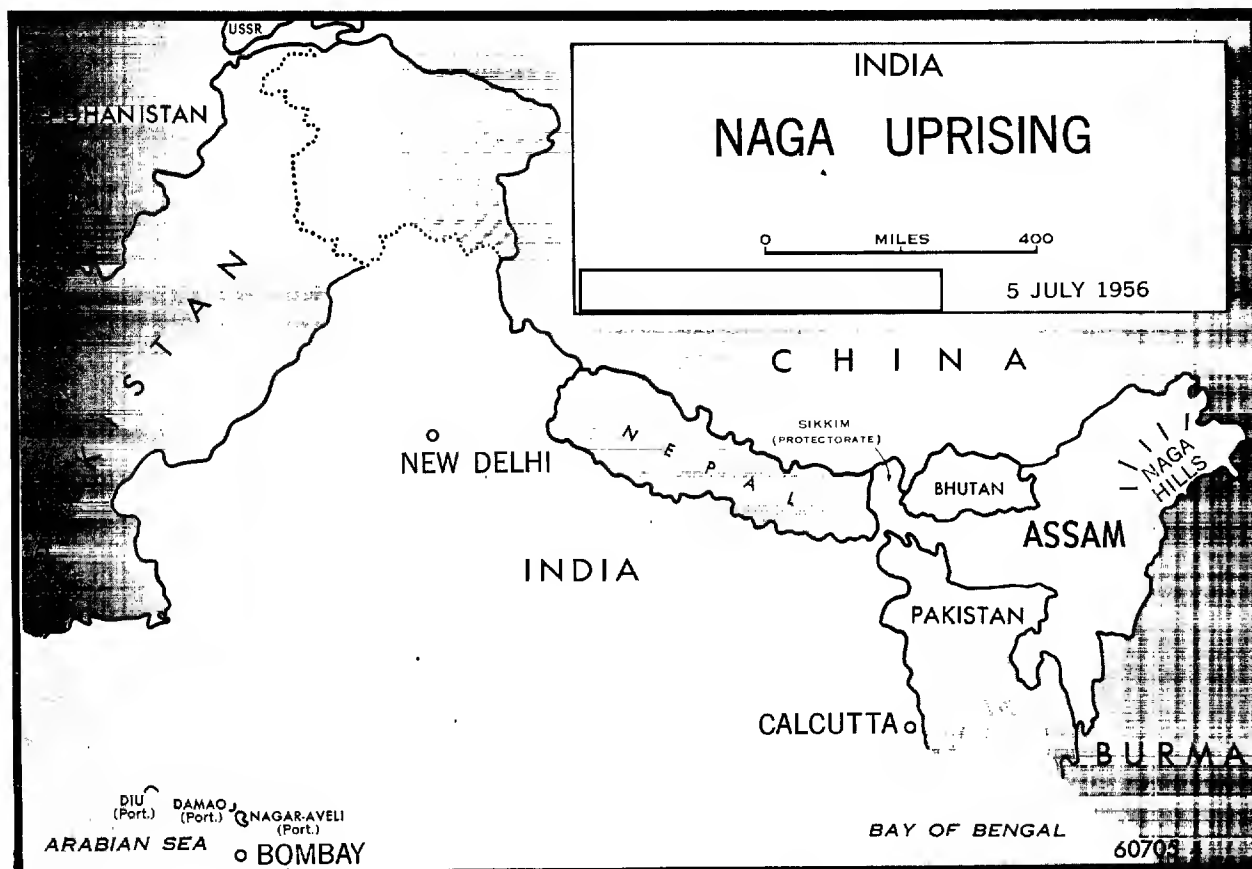 USSR
INDIA
NAGA UPRISING
0 MILES 400
5 JULY 1956
HANISTAN
STAN
CHINA
SIKKIM
(PROTECTORATE)
NEPAL
NEW DELHI
BHUTAN
NAGA
HILLS
ASSAM
INDIA
PAKISTAN
CALCUTTA
BURMA
DIU
(Port.)
DAMAO
(Port.)
NAGAR-AVELI
(Port.)
ARABIAN SEA
BOMBAY
BAY OF BENGAL
60705